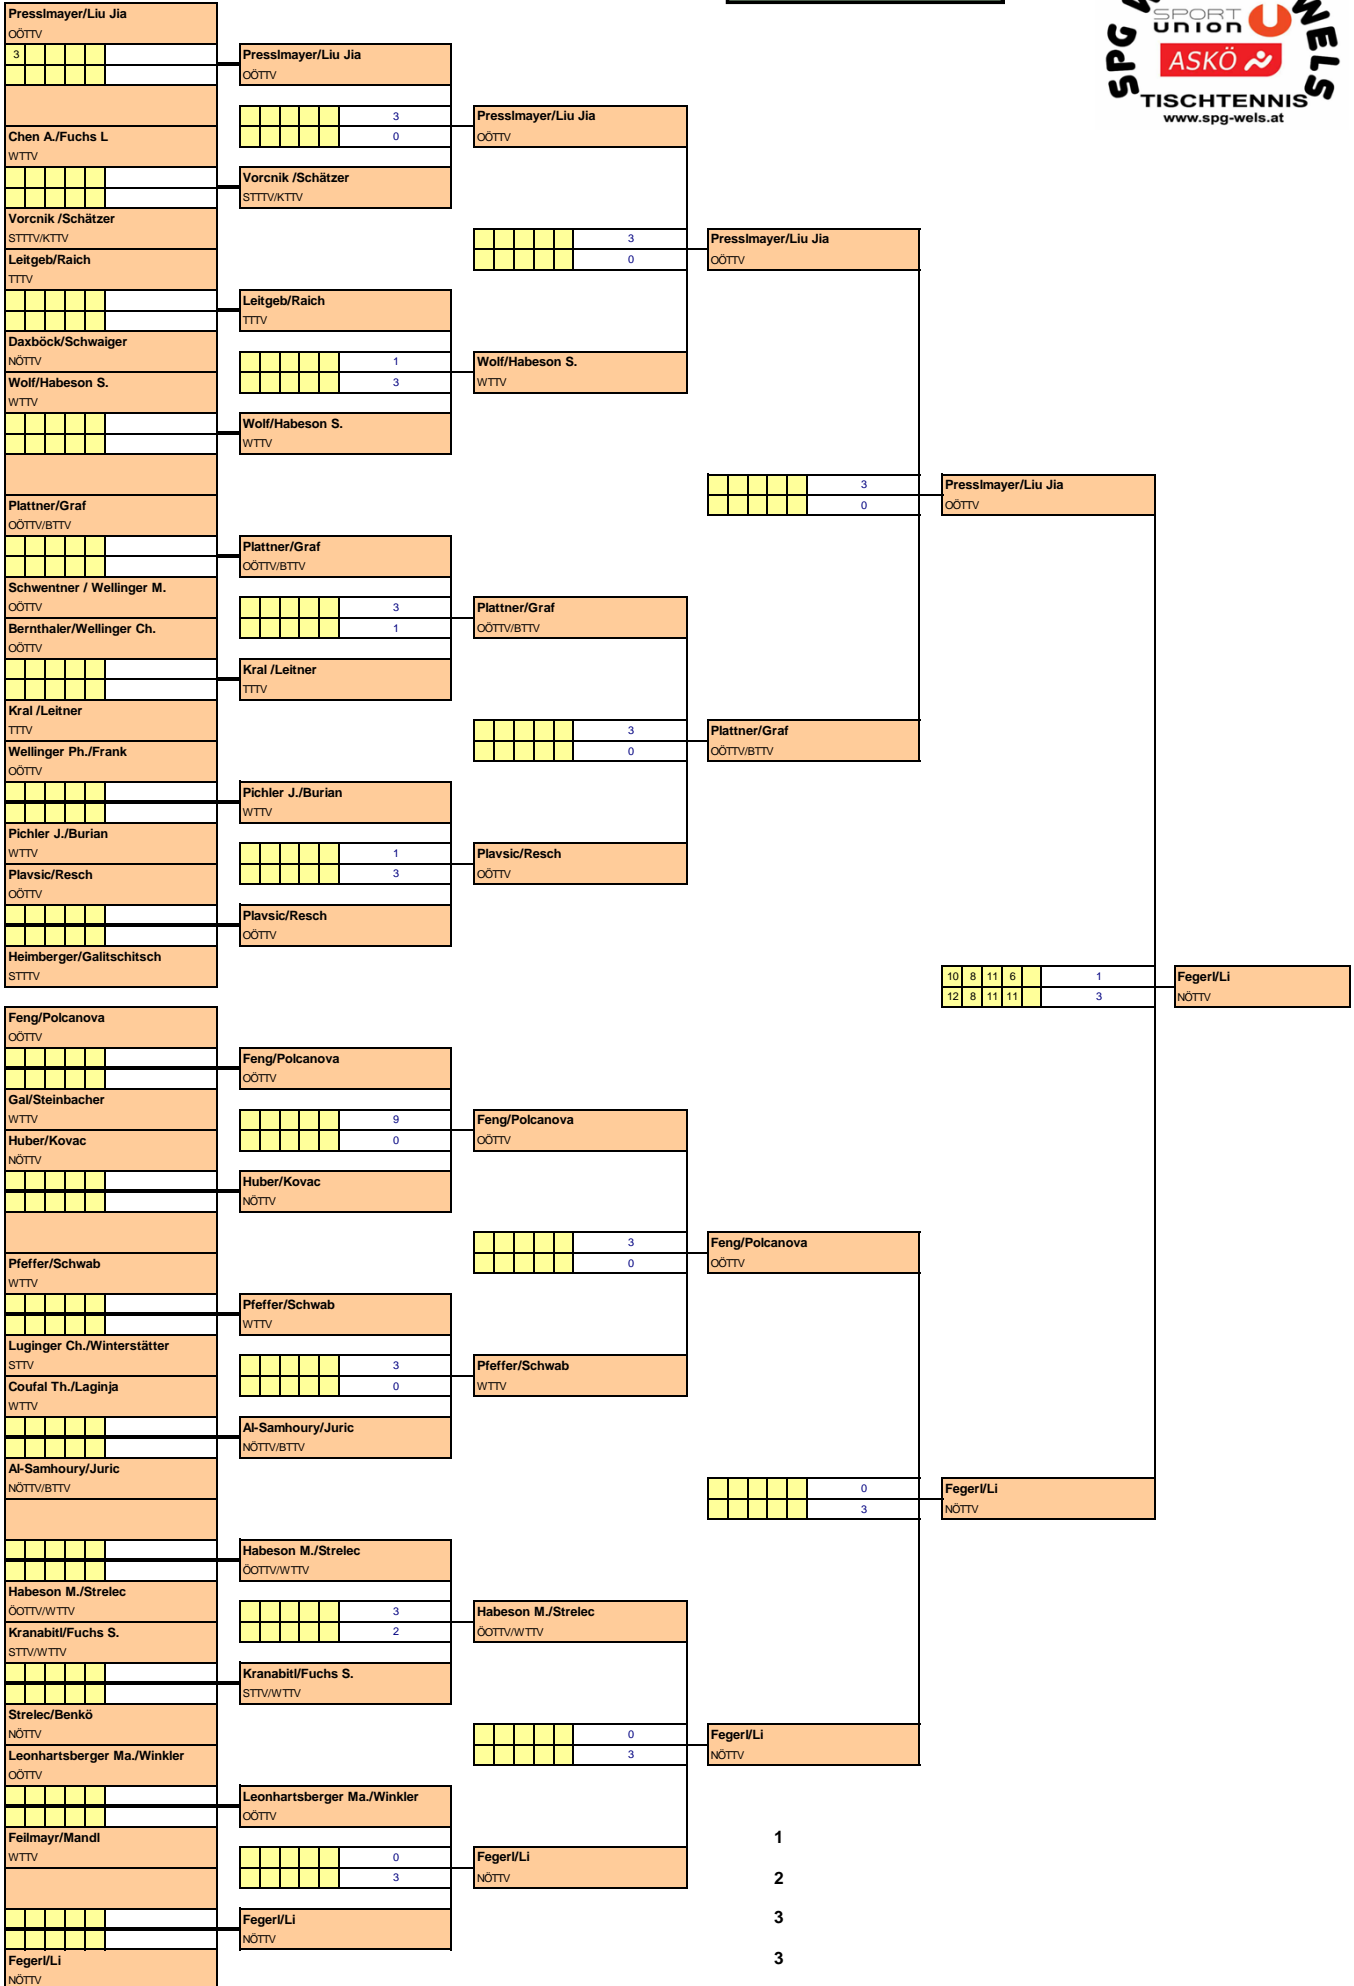 SPG W WELS
SPORT
UNION
ASKÖ
TISCHTENNIS
www.spg-wels.at
Presslmayer/Liu Jia
OÖTTV
3
Chen A./Fuchs L
WTTV
Vorcnik /Schätzer
STTTV/KTTV
Leitgeb/Raich
TTTV
Daxböck/Schwaiger
NÖTTV
Wolf/Habeson S.
WTTV
Plattner/Graf
OÖTTV/BTTV
Schwentner / Wellinger M.
OÖTTV
Bernthaler/Wellinger Ch.
OÖTTV
Kral /Leitner
TTTV
Wellinger Ph./Frank
OÖTTV
Pichler J./Burian
WTTV
Plavsic/Resch
OÖTTV
Heimberger/Galitschitsch
STTTV
Feng/Polcanova
OÖTTV
Gal/Steinbacher
WTTV
Huber/Kovac
NÖTTV
Pfeffer/Schwab
WTTV
Luginger Ch./Winterstätter
STTV
Coufal Th./Laginja
WTTV
Al-Samhoury/Juric
NÖTTV/BTTV
Habeson M./Strelec
ÖOTTV/WTTV
Kranabitl/Fuchs S.
STTV/WTTV
Strelec/Benkö
NÖTTV
Leonhartsberger Ma./Winkler
OÖTTV
Feilmayr/Mandl
WTTV
Fegerl/Li
NÖTTV
Presslmayer/Liu Jia
OÖTTV
3
0
Vorcnik /Schätzer
STTTV/KTTV
Leitgeb/Raich
TTTV
1
3
Wolf/Habeson S.
WTTV
Plattner/Graf
OÖTTV/BTTV
3
1
Kral /Leitner
TTTV
Pichler J./Burian
WTTV
1
3
Plavsic/Resch
OÖTTV
Feng/Polcanova
OÖTTV
9
0
Huber/Kovac
NÖTTV
Pfeffer/Schwab
WTTV
3
0
Al-Samhoury/Juric
NÖTTV/BTTV
Habeson M./Strelec
ÖOTTV/WTTV
3
2
Kranabitl/Fuchs S.
STTV/WTTV
Leonhartsberger Ma./Winkler
OÖTTV
0
3
Fegerl/Li
NÖTTV
Presslmayer/Liu Jia
OÖTTV
3
0
Wolf/Habeson S.
WTTV
Plattner/Graf
OÖTTV/BTTV
3
0
Plavsic/Resch
OÖTTV
Feng/Polcanova
OÖTTV
3
0
Pfeffer/Schwab
WTTV
Habeson M./Strelec
ÖOTTV/WTTV
0
3
Fegerl/Li
NÖTTV
Presslmayer/Liu Jia
OÖTTV
3
0
Plattner/Graf
OÖTTV/BTTV
Feng/Polcanova
OÖTTV
0
3
Fegerl/Li
NÖTTV
Presslmayer/Liu Jia
OÖTTV
10 8 11 6 1
12 8 11 11 3
Fegerl/Li
NÖTTV
Fegerl/Li
NÖTTV
1
2
3
3